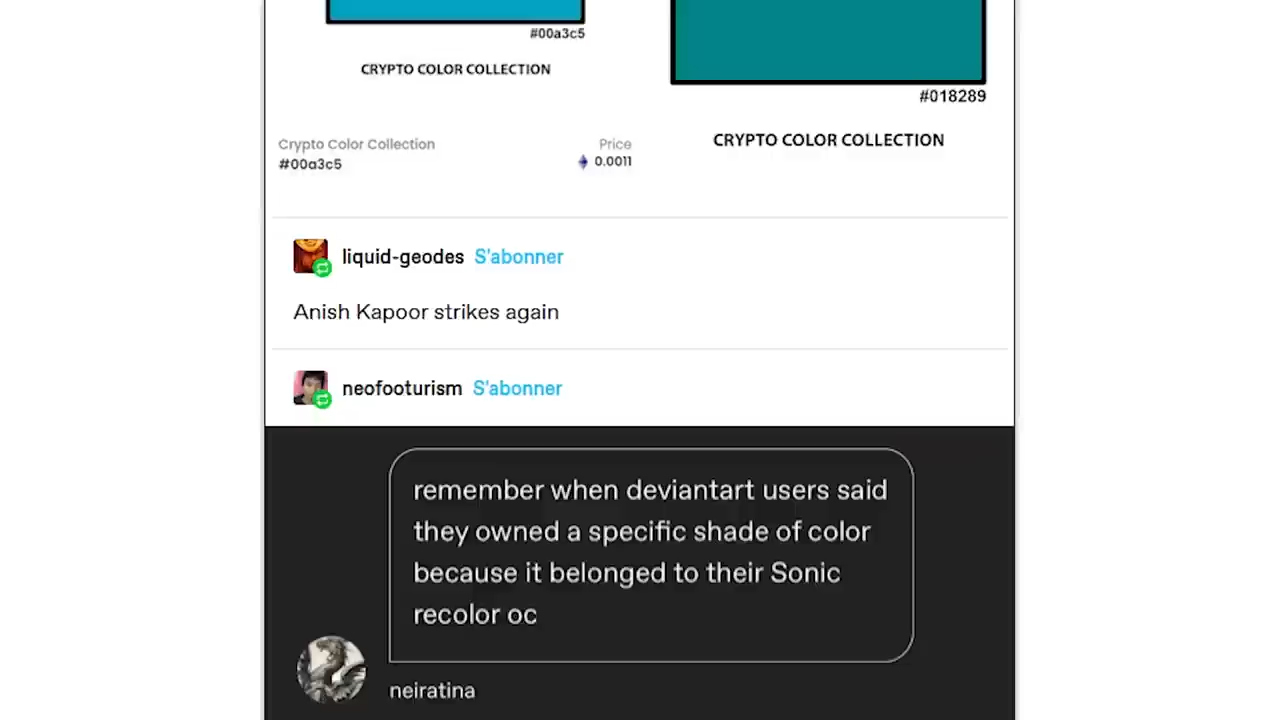 #00a3c5
CRYPTO COLOR COLLECTION
Crypto Color Collection
#00a3c5
Price
0.0011
#018289
CRYPTO COLOR COLLECTION
liquid-geodes S'abonner
Anish Kapoor strikes again
neofooturism S'abonner
remember when deviantart users said
they owned a specific shade of color
because it belonged to their Sonic
recolor oc
neiratina